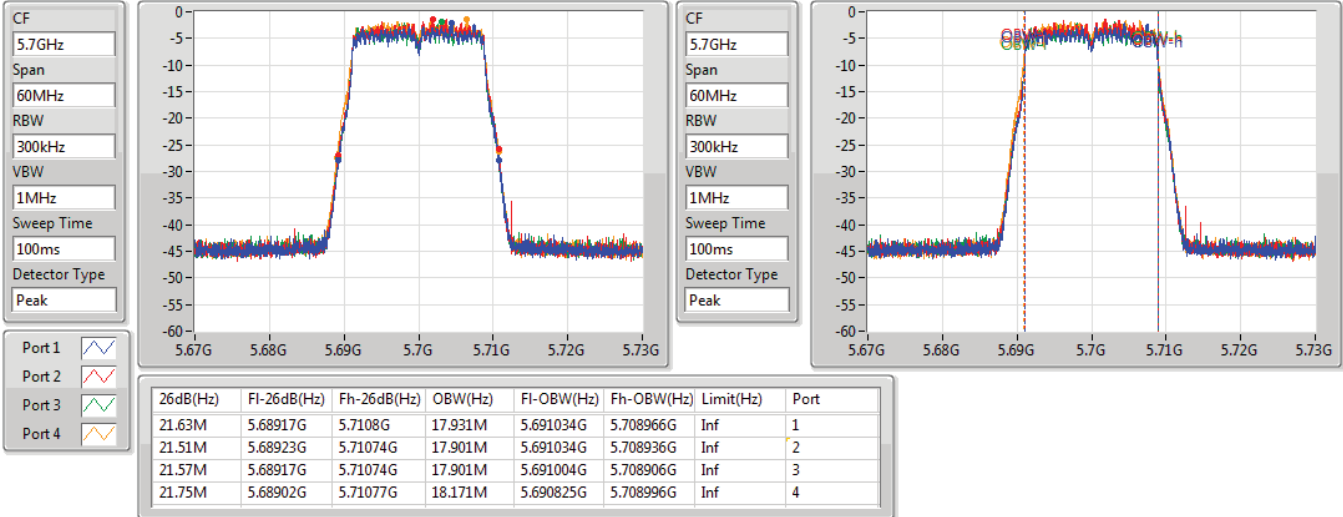 CF
5.7GHz
Span
60MHz
RBW
300kHz
VBW
1MHz
Sweep Time
100ms
Detector Type
Peak
0
-5
-10
-15
-20
-25
-30
-35
-40
-45
-50
-55
-60
5.67G 5.68G 5.69G 5.7G 5.71G 5.72G 5.73G
CF
5.7GHz
Span
60MHz
RBW
300kHz
VBW
1MHz
Sweep Time
100ms
Detector Type
Peak
0
-5
-10
-15
-20
-25
-30
-35
-40
-45
-50
-55
-60
OBW-h
5.67G 5.68G 5.69G 5.7G 5.71G 5.72G 5.73G
Port 1
Port 2
Port 3
Port 4
26dB(Hz) Fl-26dB(Hz) Fh-26dB(Hz) OBW(Hz) Fl-OBW(Hz) Fh-OBW(Hz) Limit(Hz) Port
21.63M 5.68917G 5.7108G 17.931M 5.691034G 5.708966G Inf 1
21.51M 5.68923G 5.71074G 17.901M 5.691034G 5.708936G Inf 2
21.57M 5.68917G 5.71074G 17.901M 5.691004G 5.708906G Inf 3
21.75M 5.68902G 5.71077G 18.171M 5.690825G 5.708996G Inf 4